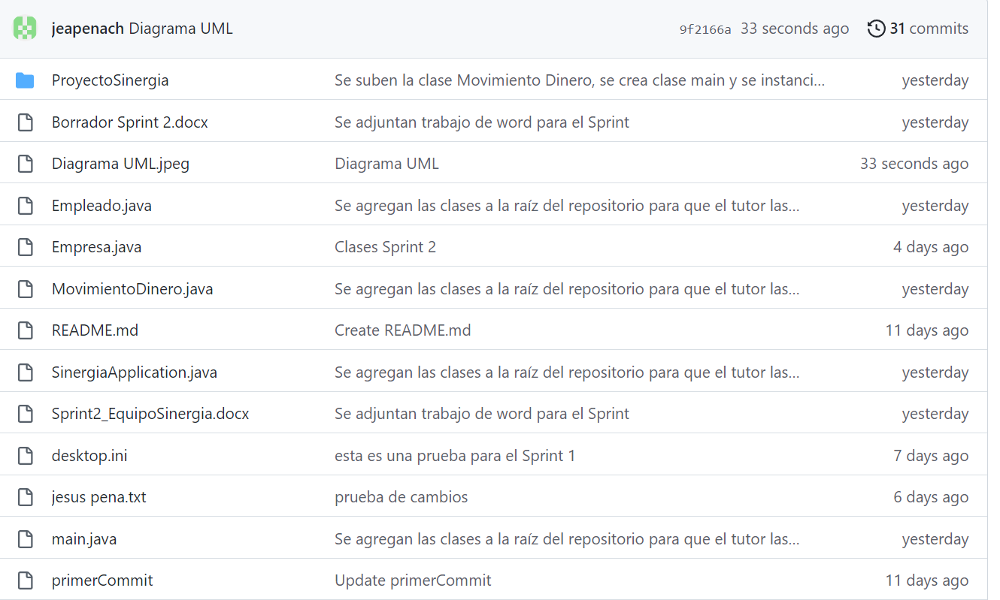 jeapenach Diagrama UML 9f2166a 33 seconds ago 31 commits
ProyectoSinergia Se suben la clase Movimiento Dinero, se crea clase main y se instanci... yesterday
Borrador Sprint 2.docx Se adjuntan trabajo de word para el Sprint yesterday
Diagrama UML.jpeg Diagrama UML 33 seconds ago
Empleado.java Se agregan las clases a la raíz del repositorio para que el tutor las... yesterday
Empresa.java Clases Sprint 2 4 days ago
MovimientoDinero.java Se agregan las clases a la raíz del repositorio para que el tutor las... yesterday
README.md Create README.md 11 days ago
SinergiaApplication.java Se agregan las clases a la raíz del repositorio para que el tutor las... yesterday
Sprint2_EquipoSinergia.docx Se adjuntan trabajo de word para el Sprint yesterday
desktop.ini esta es una prueba para el Sprint 1 7 days ago
jesus pena.txt prueba de cambios 6 days ago
main.java Se agregan las clases a la raíz del repositorio para que el tutor las... yesterday
primerCommit Update primerCommit 11 days ago